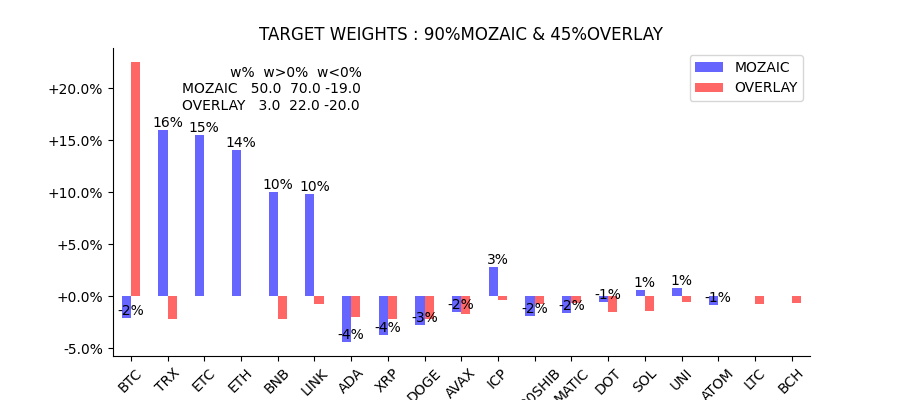 TARGET WEIGHTS : 90%MOZAIC & 45%OVERLAY
w% w>0% w<0%
MOZAIC 50.0 70.0 -19.0
OVERLAY 3.0 22.0 -20.0
MOZAIC
OVERLAY
+20.0%
+15.0%
+10.0%
+5.0%
+0.0%
-5.0%
-2%
16%
15%
14%
10%
10%
-4%
-4%
-3%
-2%
3%
-2%
-2%
-1%
1%
1%
-1%
BTC
TRX
ETC
ETH
BNB
LINK
ADA
XRP
DOGE
AVAX
ICP
00SHIB
MATIC
DOT
SOL
UNI
ATOM
LTC
BCH